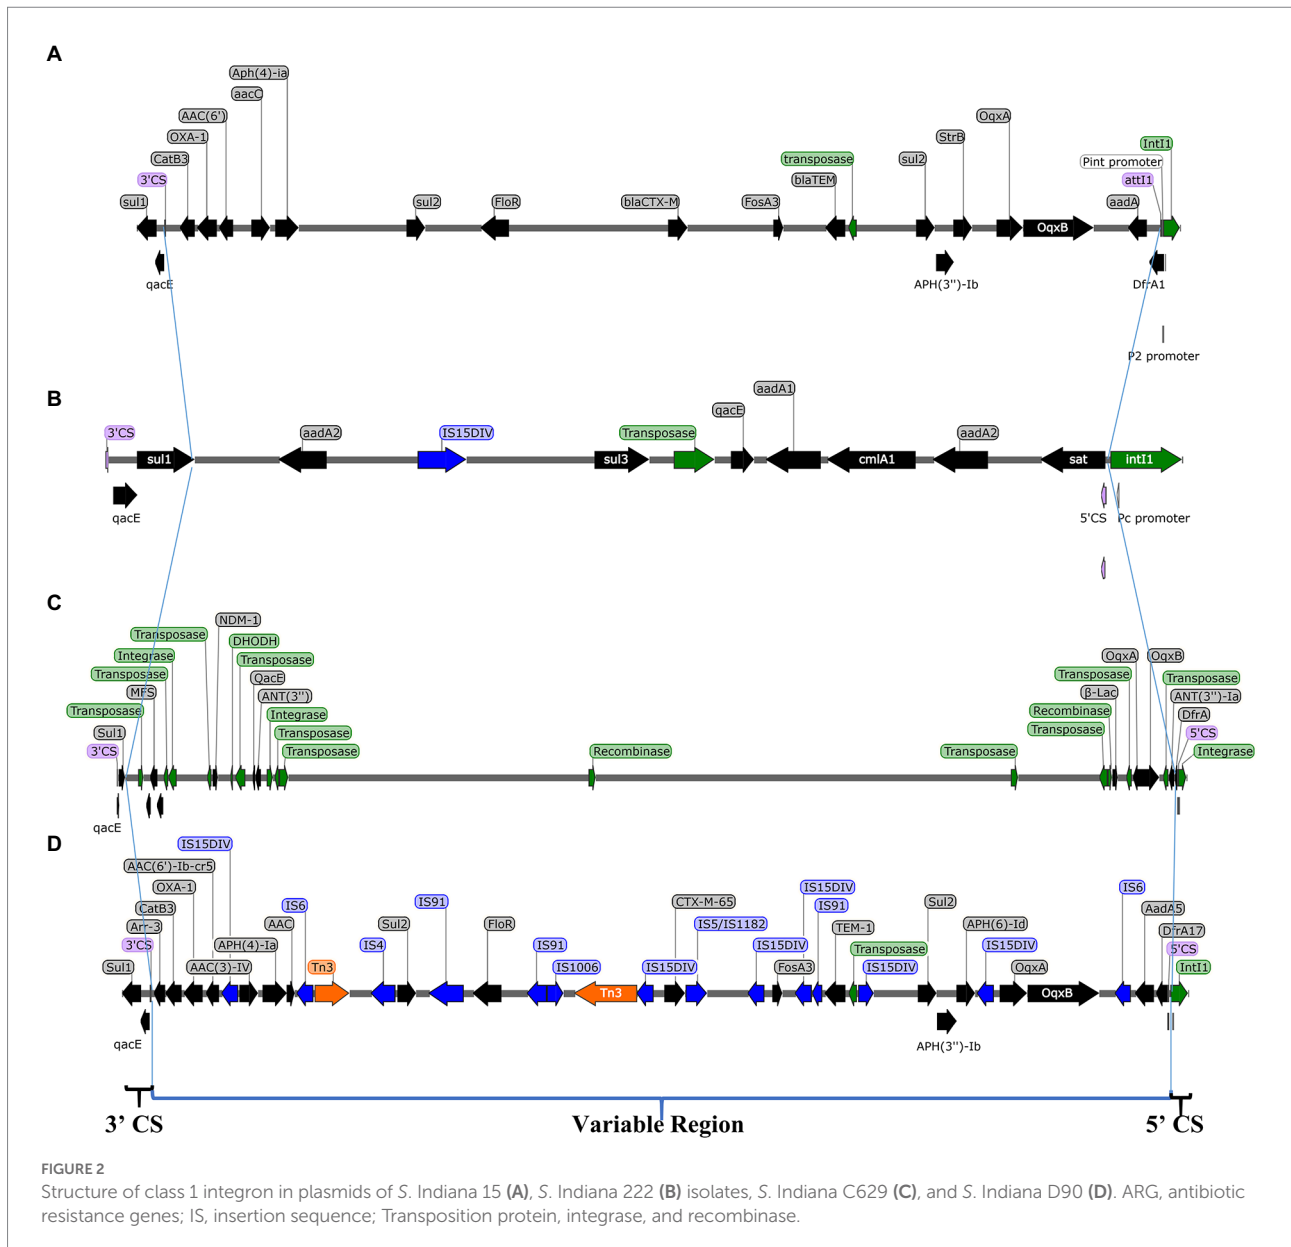 A
Aph(4)-ia
aacC
AAC(6')
OqxA
OXA-1
StrB
IntI1
CatB3
transposase
sul2
Pint promoter
3'CS
blaTEM
attI1
sul1
sul2
FloR
blaCTX-M
FosA3
aadA
OqxB
qacE
APH(3")-Ib
DfrA1
P2 promoter
B
aadA1
qacE
3'CS
aadA2
IS15DIV
Transposase
aadA2
sul1
sul3
cmlA1
sat
intI1
qacE
5'CS
Pc promoter
C
NDM-1
Transposase
DHODH
Integrase
Transposase
OqxA
OqxB
Transposase
QacE
Transposase
Transposase
MFS
ANT(3")
β-Lac
ANT(3")-Ia
Transposase
Integrase
Recombinase
DfrA
Sul1
Transposase
Transposase
5'CS
3'CS
Transposase
Recombinase
Transposase
Integrase
qacE
D
IS15DIV
AAC(6')-Ib-cr5
OXA-1
IS15DIV
IS6
CatB3
IS6
IS91
CTX-M-65
IS91
Sul2
AadA5
Arr-3
AAC
Sul2
FloR
IS5/IS1182
TEM-1
APH(6)-Id
DfrA17
3'CS
APH(4)-Ia
IS4
IS91
IS15DIV
Transposase
IS15DIV
5'CS
Sul1
AAC(3)-IV
Tn3
IS1006
IS15DIV
FosA3
IS15DIV
OqxA
IntI1
Tn3
OqxB
qacE
APH(3")-Ib
3' CS
Variable Region
5' CS
FIGURE 2
Structure of class 1 integron in plasmids of S. Indiana 15 (A), S. Indiana 222 (B) isolates, S. Indiana C629 (C), and S. Indiana D90 (D). ARG, antibiotic
resistance genes; IS, insertion sequence; Transposition protein, integrase, and recombinase.